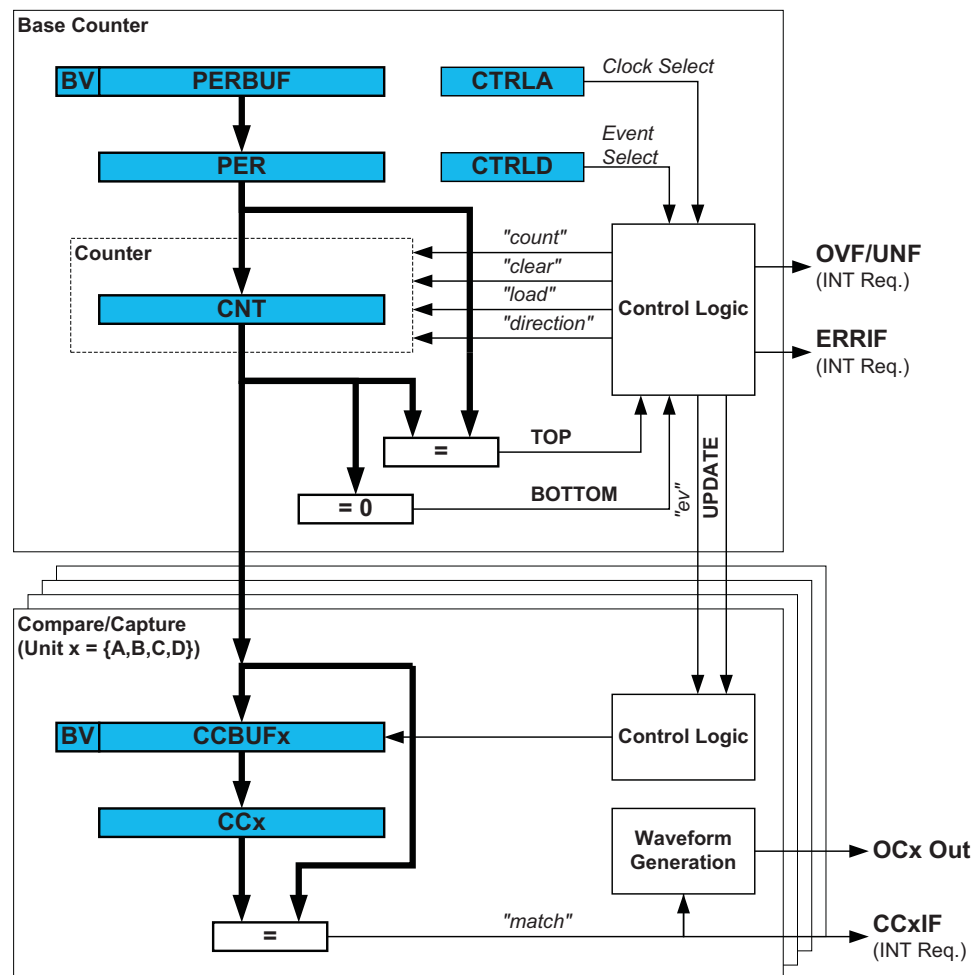 Base Counter
BV PERBUF
CTRLA
Clock Select
PER
CTRLD
Event
Select
Counter
CNT
"count"
"clear"
"load"
"direction"
Control Logic
OVF/UNF
(INT Req.)
ERRIF
(INT Req.)
=
TOP
= 0
BOTTOM
"ev"
UPDATE
Compare/Capture
(Unit x = {A,B,C,D})
BV CCBUFx
Control Logic
CCx
Waveform
Generation
OCx Out
=
"match"
CCxIF
(INT Req.)